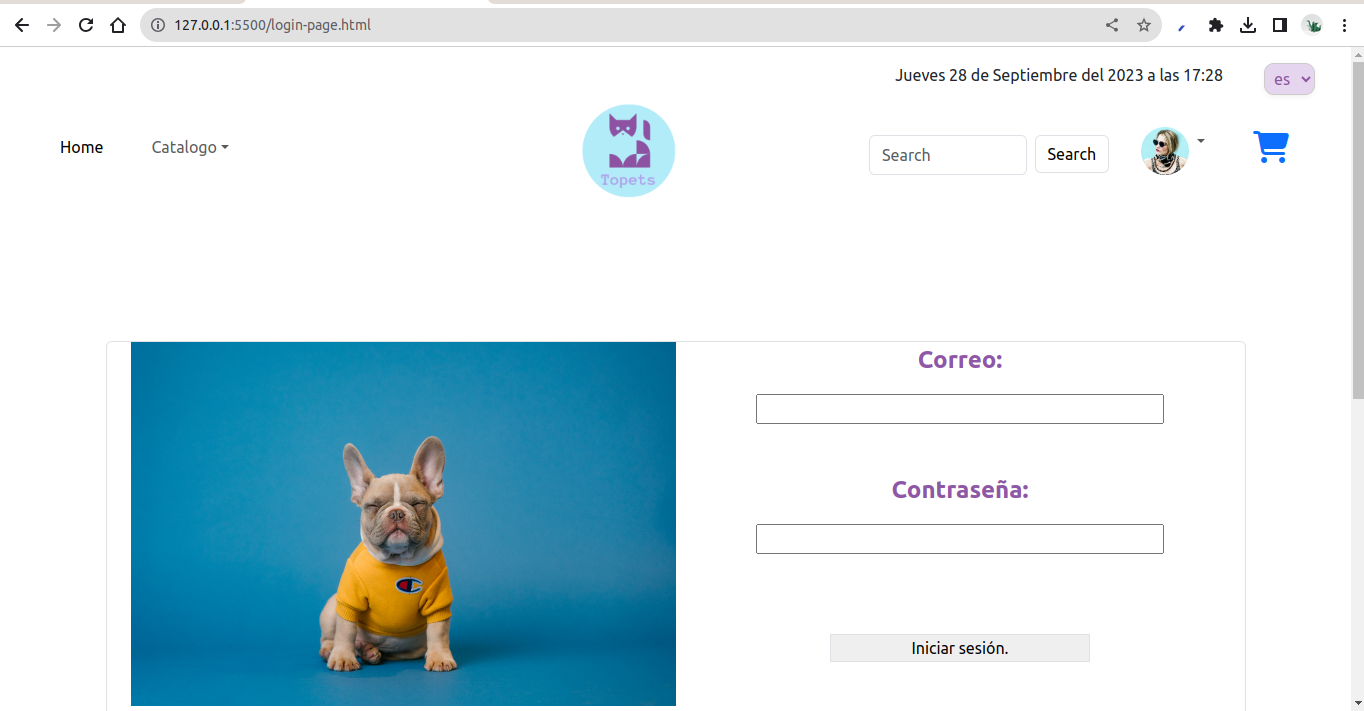 127.0.0.1:5500/login-page.html
Jueves 28 de Septiembre del 2023 a las 17:28
es
Home
Catalogo
Topets
Search
Search
Correo:
Contraseña:
Iniciar sesión.